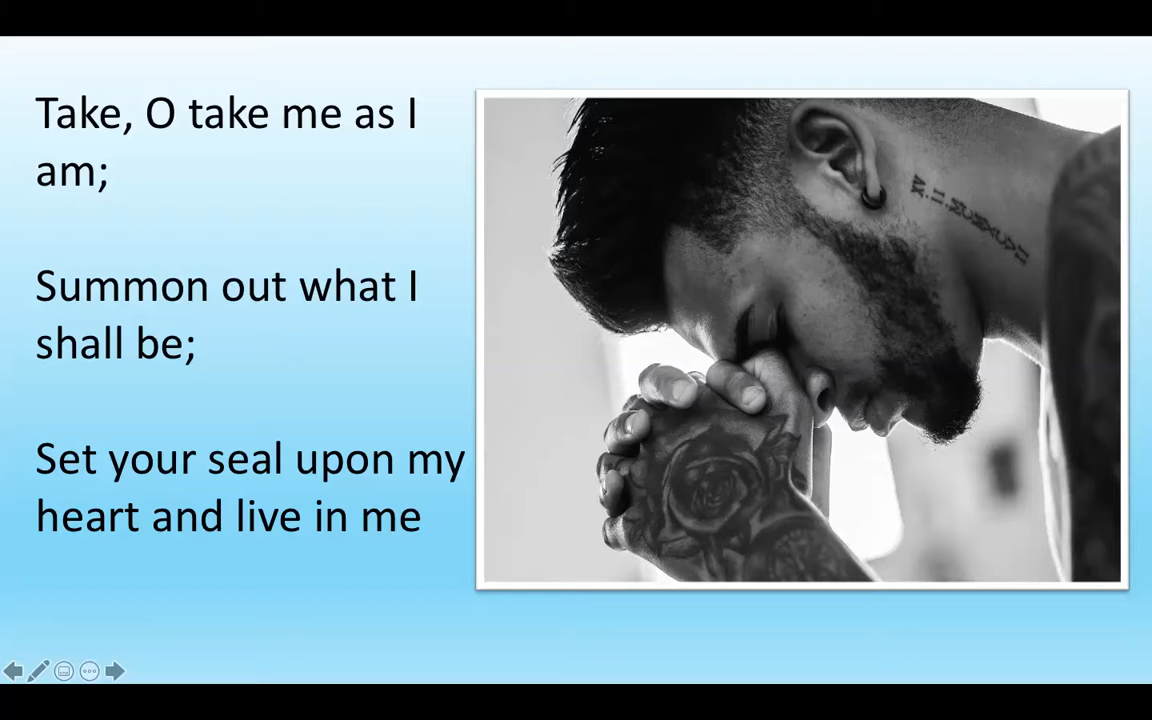 Take, O take me as I
am;
Summon out what I
shall be;
Set your seal upon my
heart and live in me